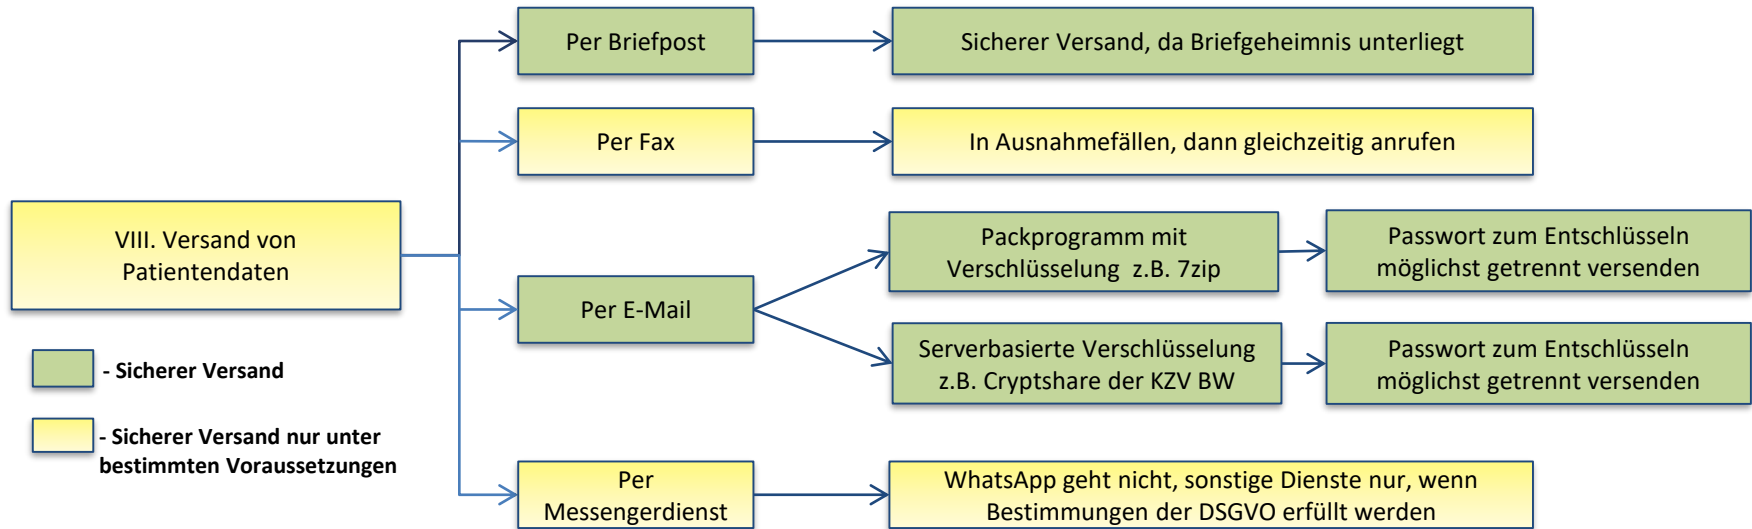 Per Briefpost
Sicherer Versand, da Briefgeheimnis unterliegt
Per Fax
In Ausnahmefällen, dann gleichzeitig anrufen
VIII. Versand von
Patientendaten
Per E-Mail
Packprogramm mit
Verschlüsselung z.B. 7zip
Passwort zum Entschlüsseln
möglichst getrennt versenden
Serverbasierte Verschlüsselung
z.B. Cryptshare der KZV BW
Passwort zum Entschlüsseln
möglichst getrennt versenden
- Sicherer Versand
- Sicherer Versand nur unter
bestimmten Voraussetzungen
Per
Messengerdienst
WhatsApp geht nicht, sonstige Dienste nur, wenn
Bestimmungen der DSGVO erfüllt werden